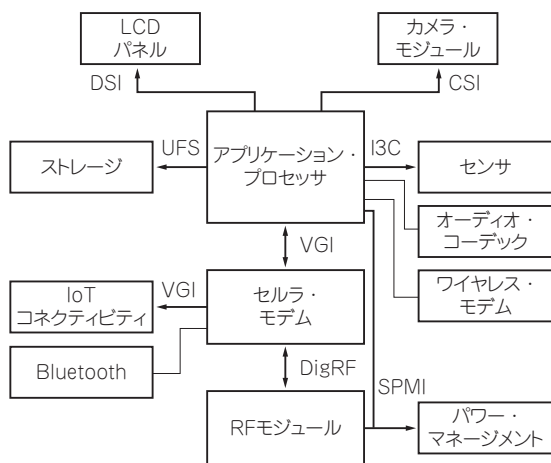 LCD
パネル
カメラ・
モジュール
DSI
CSI
UFS
アプリケーション・
プロセッサ
I3C
ストレージ
センサ
オーディオ・
コーデック
VGI
IoT
コネクティビティ
VGI
セルラ・
モデム
ワイヤレス・
モデム
Bluetooth
DigRF
SPMI
RFモジュール
パワー・
マネージメント